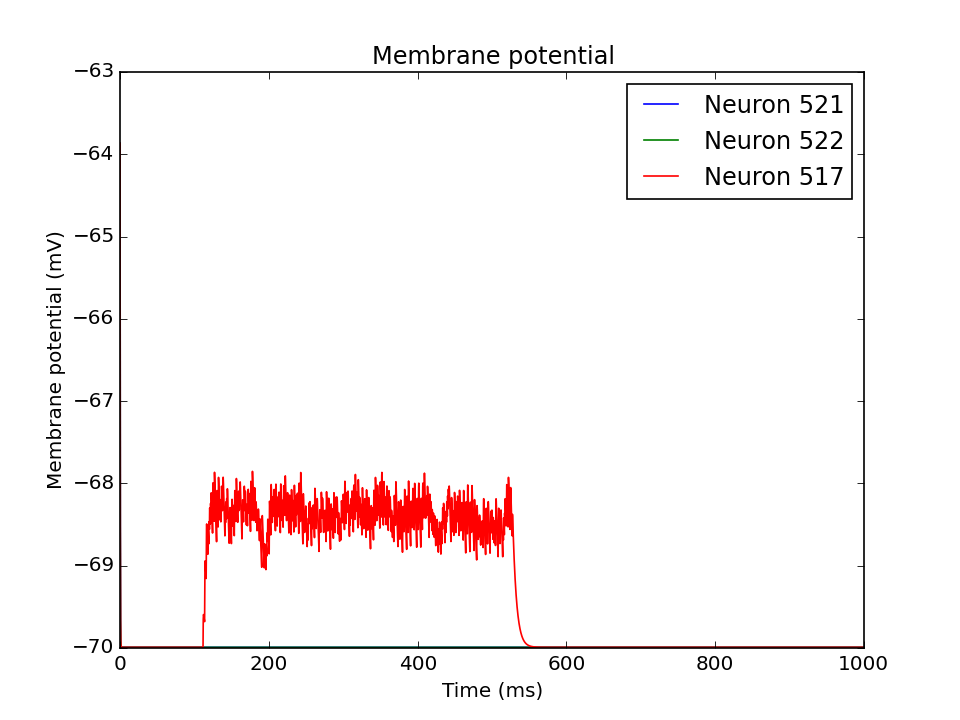 Membrane potential
−63
−64
−65
−66
−67
−68
−69
−70
Membrane potential (mV)
Neuron 521
Neuron 522
Neuron 517
0 200 400 600 800 1000
Time (ms)